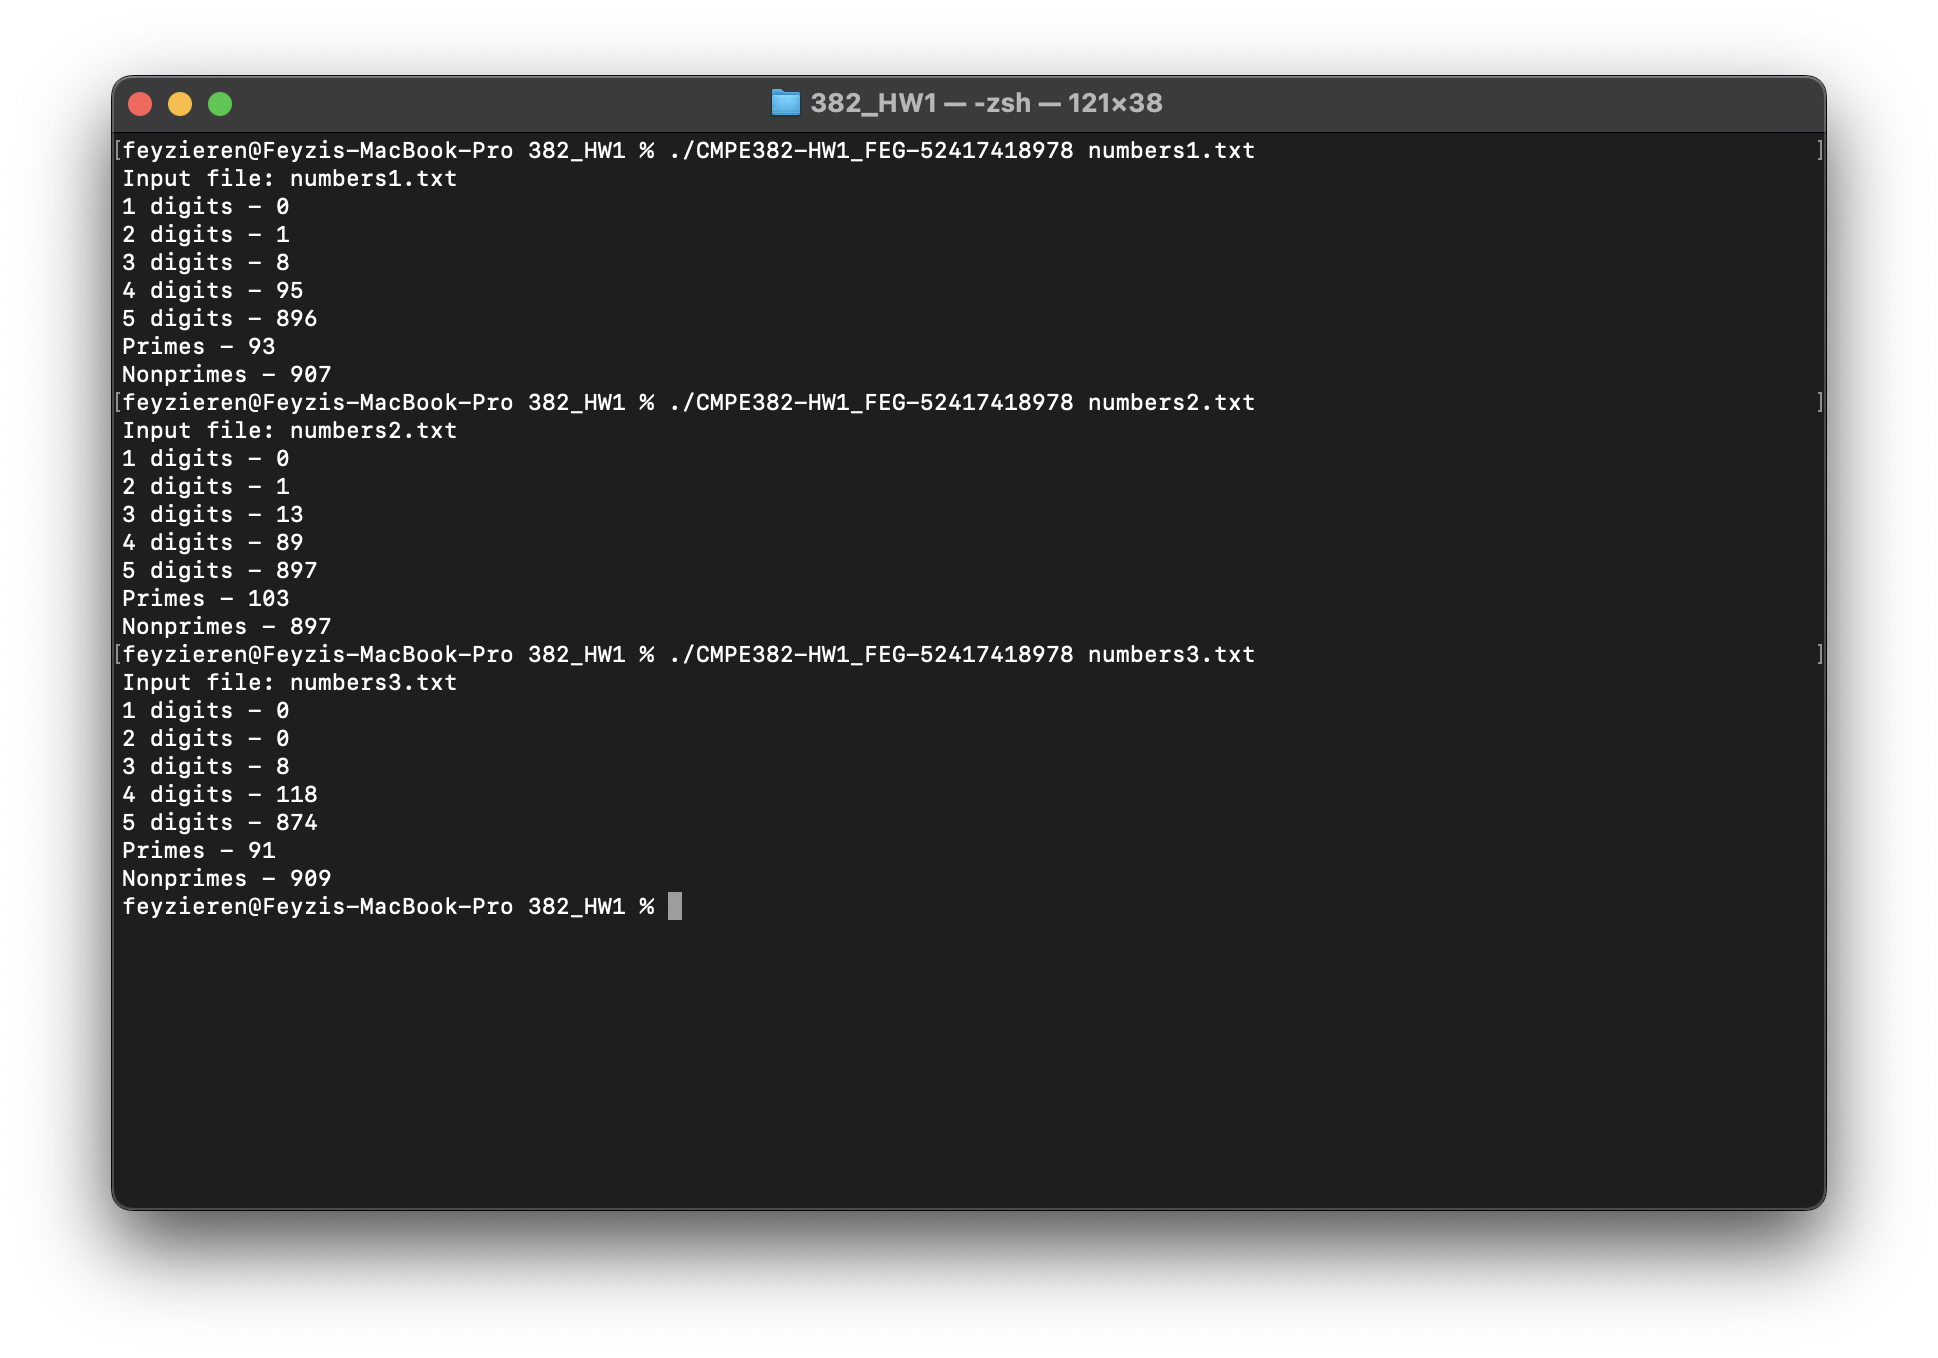 382_HW1 — -zsh — 121×38
[feyzieren@Feyzis-MacBook-Pro 382_HW1 % ./CMPE382-HW1_FEG-52417418978 numbers1.txt ]
Input file: numbers1.txt
1 digits - 0
2 digits - 1
3 digits - 8
4 digits - 95
5 digits - 896
Primes - 93
Nonprimes - 907
[feyzieren@Feyzis-MacBook-Pro 382_HW1 % ./CMPE382-HW1_FEG-52417418978 numbers2.txt ]
Input file: numbers2.txt
1 digits - 0
2 digits - 1
3 digits - 13
4 digits - 89
5 digits - 897
Primes - 103
Nonprimes - 897
[feyzieren@Feyzis-MacBook-Pro 382_HW1 % ./CMPE382-HW1_FEG-52417418978 numbers3.txt ]
Input file: numbers3.txt
1 digits - 0
2 digits - 0
3 digits - 8
4 digits - 118
5 digits - 874
Primes - 91
Nonprimes - 909
feyzieren@Feyzis-MacBook-Pro 382_HW1 %